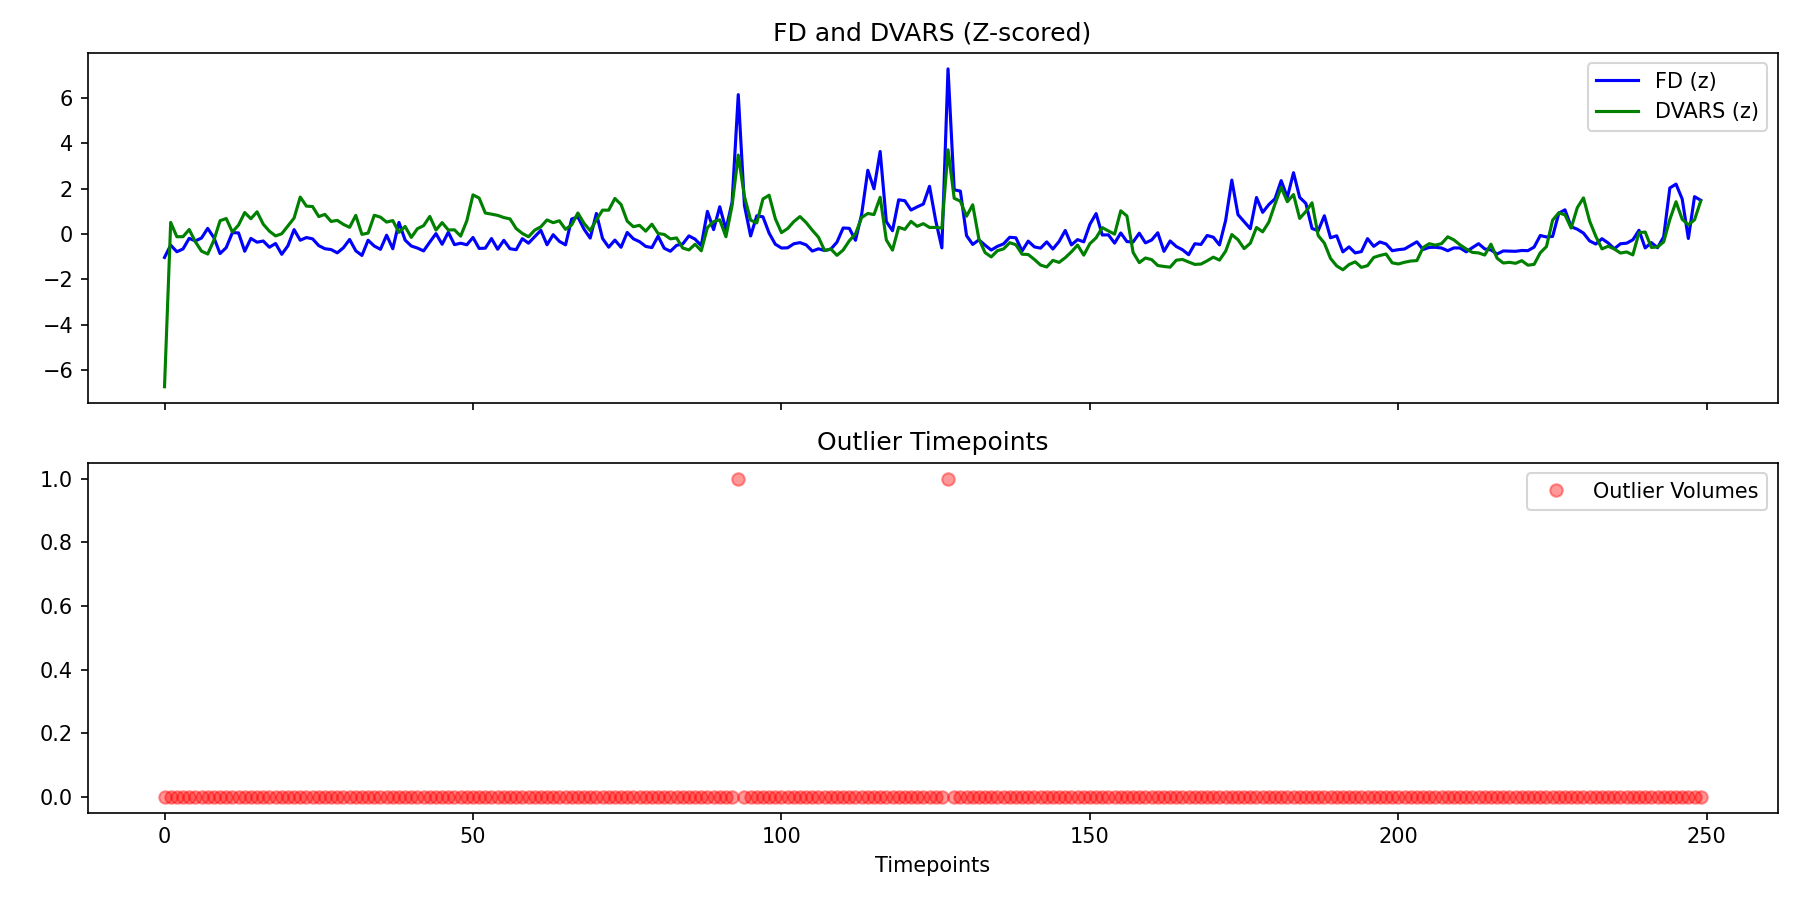 FD and DVARS (Z-scored)
FD (z)
DVARS (z)
6
4
2
0
−2
−4
−6
Outlier Timepoints
Outlier Volumes
1.0
0.8
0.6
0.4
0.2
0.0
0 50 100 150 200 250
Timepoints